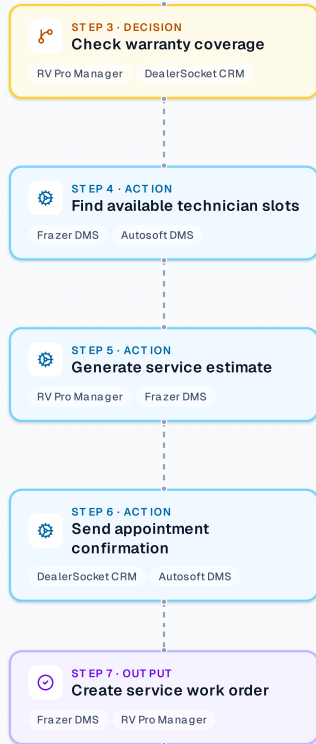 STEP 3 · DECISION
Check warranty coverage
RV Pro Manager DealerSocket CRM
STEP 4 · ACTION
Find available technician slots
Frazer DMS Autosoft DMS
STEP 5 · ACTION
Generate service estimate
RV Pro Manager Frazer DMS
STEP 6 · ACTION
Send appointment
confirmation
DealerSocket CRM Autosoft DMS
STEP 7 · OUTPUT
Create service work order
Frazer DMS RV Pro Manager